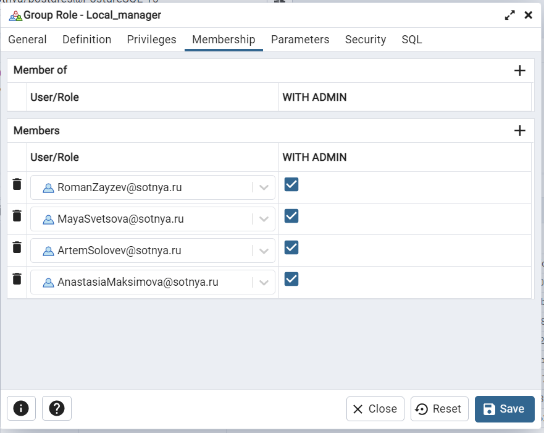 Group Role - Local_manager
General Definition Privileges Membership Parameters Security SQL
Member of
User/Role WITH ADMIN
Members
User/Role WITH ADMIN
RomanZayzev@sotnya.ru
MayaSvetsova@sotnya.ru
ArtemSolovev@sotnya.ru
AnastasiaMaksimova@sotnya.ru
Close Reset Save